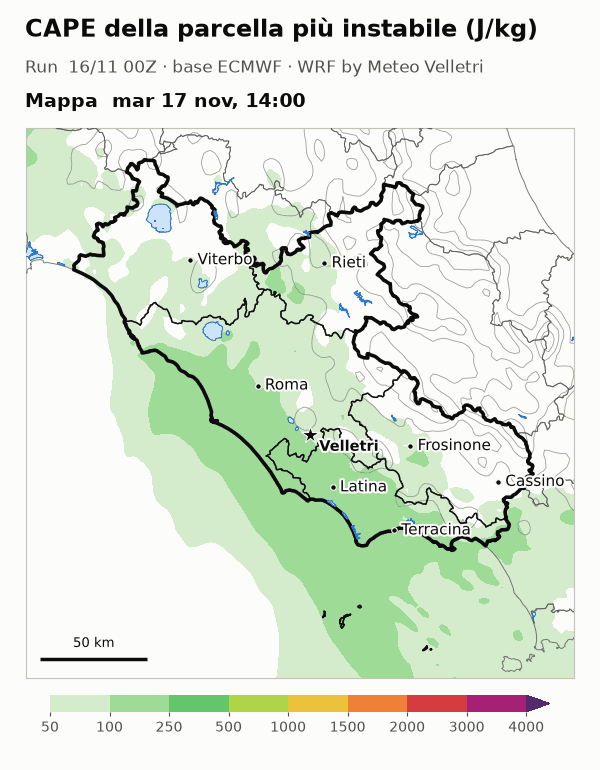 CAPE della parcella più instabile (J/kg)
Run  16/11 00Z · base ECMWF · WRF by Meteo Velletri
Mappa  mar 17 nov, 14:00
Viterbo
Rieti
Roma
Velletri
Frosinone
Cassino
Latina
Terracina
50 km
50 100 250 500 1000 1500 2000 3000 4000